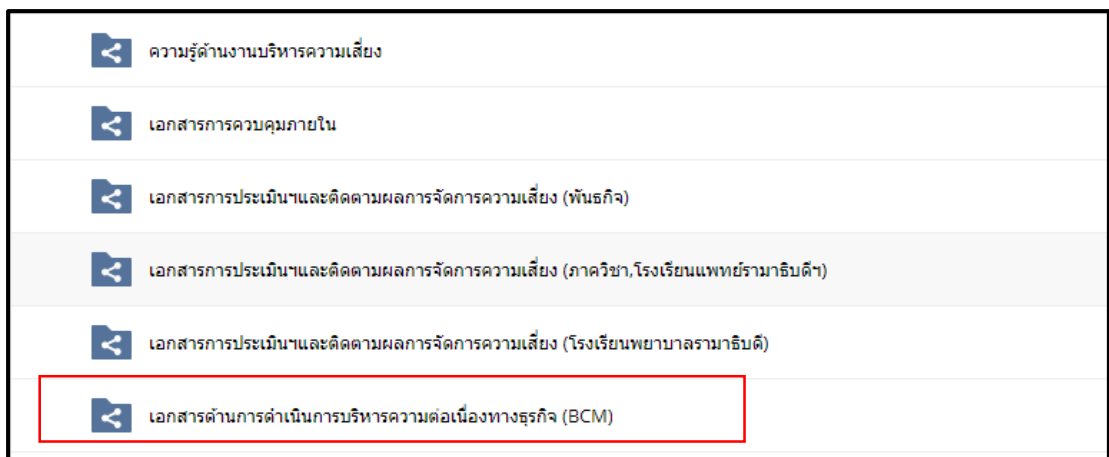 ความรู้ด้านงานบริหารความเสี่ยง
เอกสารการควบคุมภายใน
เอกสารการประเมินฯและติดตามผลการจัดการความเสี่ยง (พันธกิจ)
เอกสารการประเมินฯและติดตามผลการจัดการความเสี่ยง (ภาควิชา,โรงเรียนแพทย์รามาธิบดีฯ)
เอกสารการประเมินฯและติดตามผลการจัดการความเสี่ยง (โรงเรียนพยาบาลรามาธิบดี)
เอกสารด้านการดำเนินการบริหารความต่อเนื่องทางธุรกิจ (BCM)